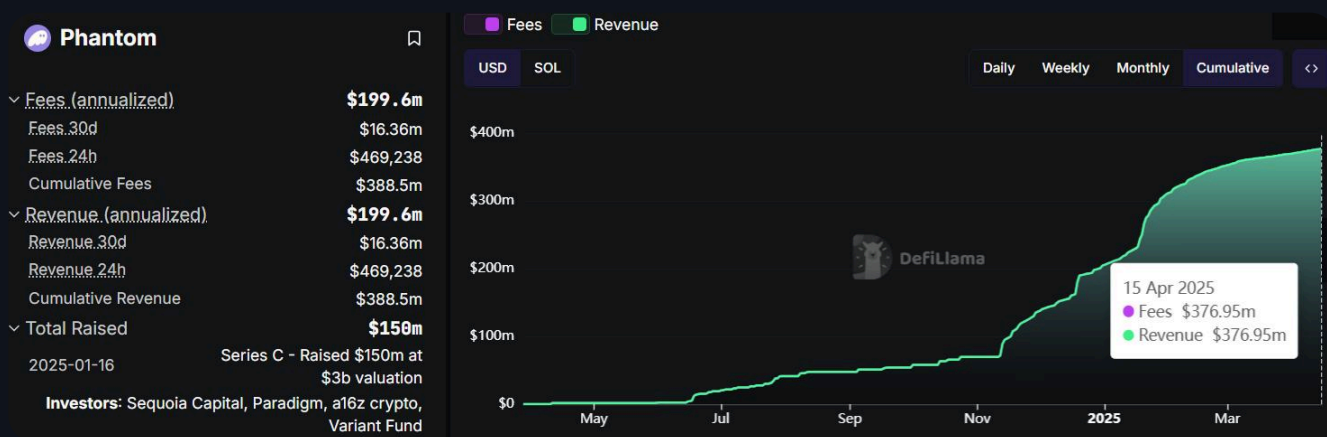 Phantom
Fees (annualized) $199.6m
Fees 30d $16.36m
Fees 24h $469,238
Cumulative Fees $388.5m
Revenue (annualized) $199.6m
Revenue 30d $16.36m
Revenue 24h $469,238
Cumulative Revenue $388.5m
Total Raised $150m
2025-01-16 Series C - Raised $150m at
$3b valuation
Investors: Sequoia Capital, Paradigm, a16z crypto,
Variant Fund
Fees Revenue
USD SOL Daily Weekly Monthly Cumulative <>
$400m
$300m
$200m
$100m
$0
DefiLlama
15 Apr 2025
Fees $376.95m
Revenue $376.95m
May Jul Sep Nov 2025 Mar